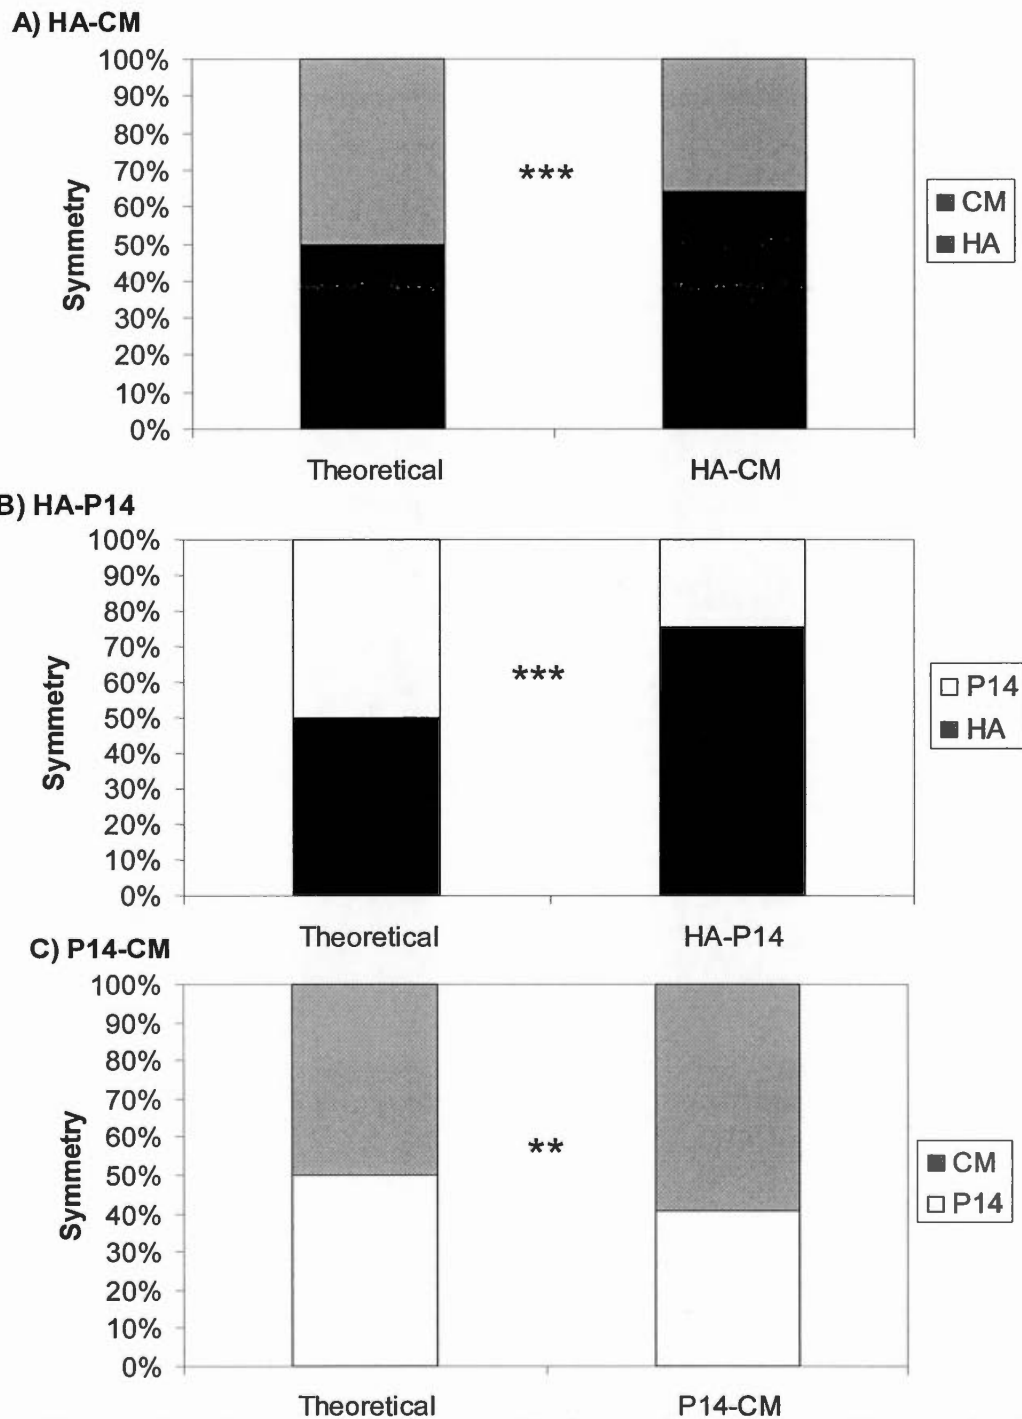 A) HA-CM
100%
90%
80%
70%
60%
50%
40%
30%
20%
10%
0%
Symmetry
***
CM
HA
Theoretical HA-CM
B) HA-P14
100%
90%
80%
70%
60%
50%
40%
30%
20%
10%
0%
Symmetry
***
P14
HA
Theoretical HA-P14
C) P14-CM
100%
90%
80%
70%
60%
50%
40%
30%
20%
10%
0%
Symmetry
**
CM
P14
Theoretical P14-CM